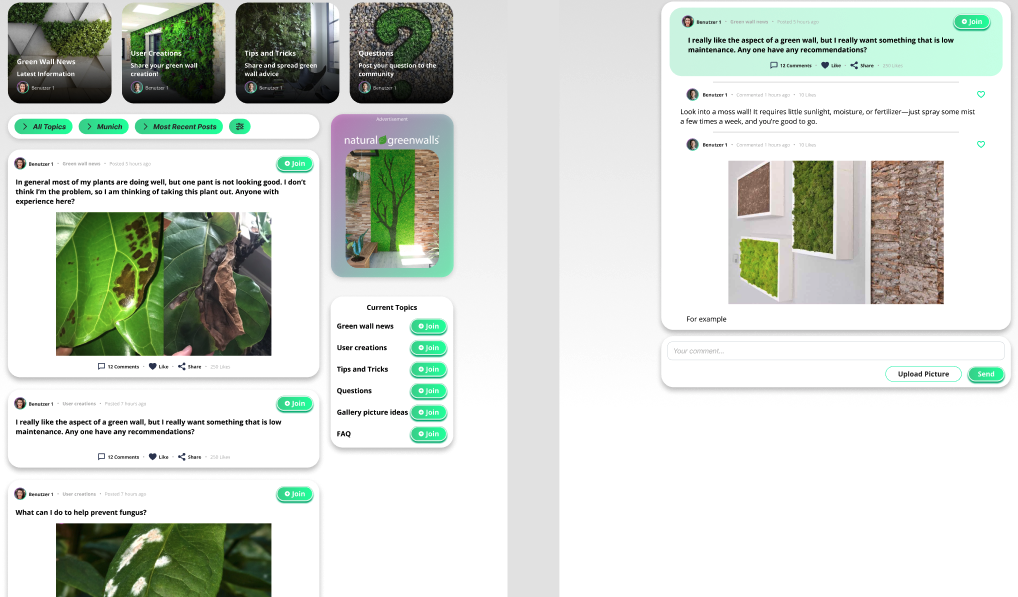 Green Wall News
Latest Information
Benutzer 1
User Creations
Share your green wall
creation!
Benutzer 1
Tips and Tricks
Share and spread green
wall advice
Benutzer 1
Questions
Post your question to the
community
Benutzer 1
All Topics
Munich
Most Recent Posts
Benutzer 1 • Green wall news • Posted 5 hours ago
Join
In general most of my plants are doing well, but one pant is not looking good. I don't
think I'm the problem, so I am thinking of taking this plant out. Anyone with
experience here?
12 Comments • Like • Share • 259 Likes
Benutzer 1 • User creations • Posted 1 hours ago
Join
I really like the aspect of a green wall, but I really want something that is low
maintenance. Any one have any recommendations?
12 Comments • Like • Share • 259 Likes
Benutzer 1 • User creations • Posted 1 hours ago
Join
What can I do to help prevent fungus?
Advertisement
natural greenwalls
Current Topics
Green wall news Join
User creations Join
Tips and Tricks Join
Questions Join
Gallery picture ideas Join
FAQ Join
Benutzer 1 • Green wall news • Posted 5 hours ago
Join
I really like the aspect of a green wall, but I really want something that is low
maintenance. Any one have any recommendations?
12 Comments • Like • Share • 259 Likes
Benutzer 1 • Commented 1 hours ago • 10 Likes
Look into a moss wall! It requires little sunlight, moisture, or fertilizer—just spray some mist
a few times a week, and you're good to go.
Benutzer 1 • Commented 1 hours ago • 10 Likes
For example
Your comment...
Upload Picture
Send